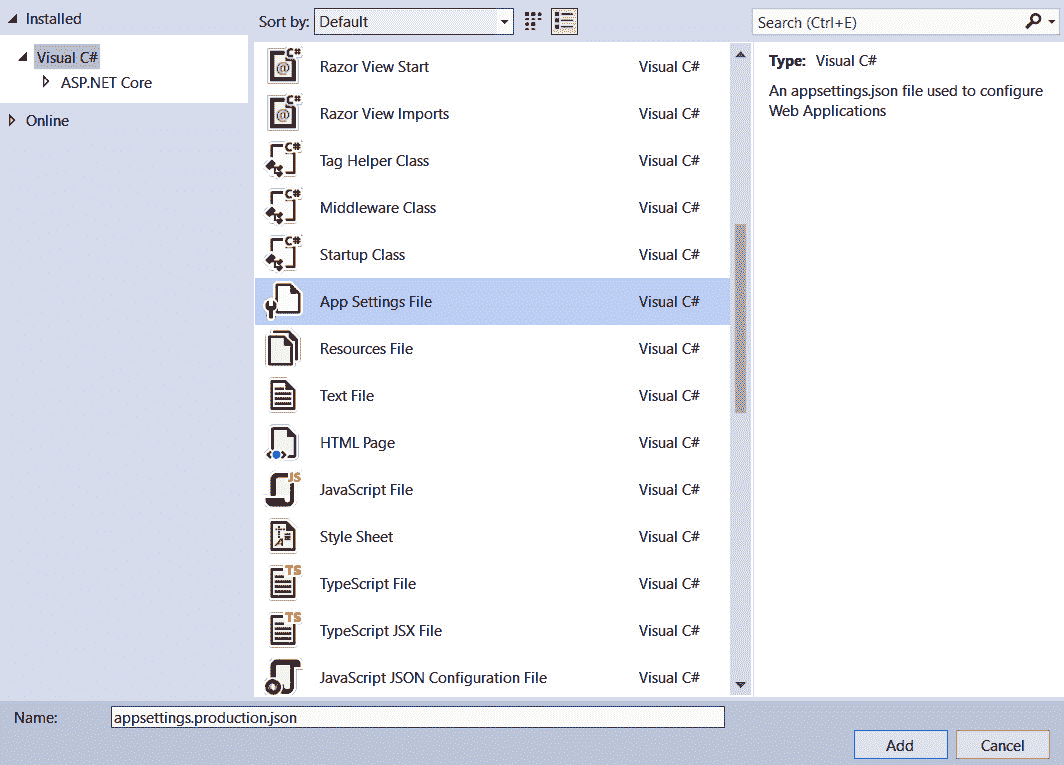 Installed
Visual C#
ASP.NET Core
Online
Sort by: Default
Search (Ctrl+E)
C# @ Razor View Start Visual C#
C# @ Razor View Imports Visual C#
C# Tag Helper Class Visual C#
C# Middleware Class Visual C#
C# Startup Class Visual C#
App Settings File Visual C#
Resources File Visual C#
Text File Visual C#
HTML Page Visual C#
JS JavaScript File Visual C#
Style Sheet Visual C#
TS TypeScript File Visual C#
TS TypeScript JSX File Visual C#
JavaScript JSON Configuration File Visual C#
Type: Visual C#
An appsettings.json file used to configure
Web Applications
Name: appsettings.production.json
Add Cancel